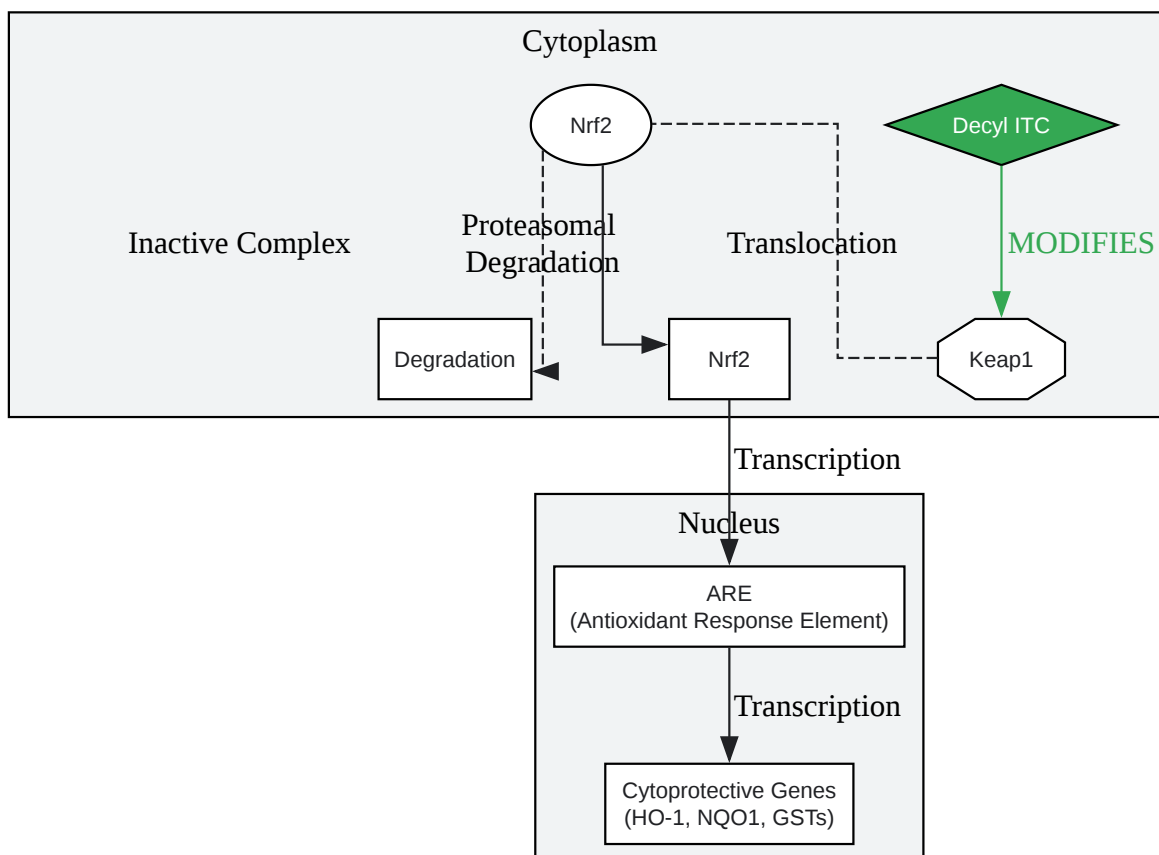 Cytoplasm
Nrf2
Decyl ITC
Inactive Complex
Proteasomal
Degradation
Translocation
MODIFIES
Degradation
Nrf2
Keap1
Transcription
Nucleus
ARE
(Antioxidant Response Element)
Transcription
Cytoprotective Genes
(HO-1, NQO1, GSTs)